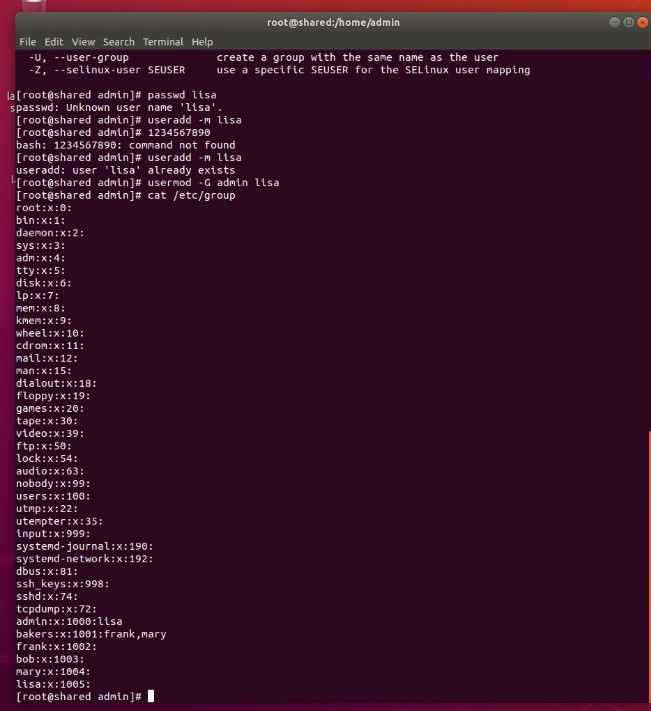 root@shared:/home/admin
File Edit View Search Terminal Help
-U, --user-group create a group with the same name as the user
-Z, --selinux-user SEUSER use a specific SEUSER for the SELinux user mapping
[root@shared admin]# passwd lisa
passwd: Unknown user name 'lisa'.
[root@shared admin]# useradd -m lisa
[root@shared admin]# 1234567890
bash: 1234567890: command not found
[root@shared admin]# useradd -m lisa
useradd: user 'lisa' already exists
[root@shared admin]# usermod -G admin lisa
[root@shared admin]# cat /etc/group
root:x:0:
bin:x:1:
daemon:x:2:
sys:x:3:
adm:x:4:
tty:x:5:
disk:x:6:
lp:x:7:
mem:x:8:
kmem:x:9:
wheel:x:10:
cdrom:x:11:
mail:x:12:
man:x:15:
dialout:x:18:
floppy:x:19:
games:x:20:
tape:x:30:
video:x:39:
ftp:x:50:
lock:x:54:
audio:x:63:
nobody:x:99:
users:x:100:
utmp:x:22:
utempter:x:35:
input:x:999:
systemd-journal:x:190:
systemd-network:x:192:
dbus:x:81:
ssh_keys:x:998:
sshd:x:74:
tcpdump:x:72:
admin:x:1000:lisa
bakers:x:1001:frank,mary
frank:x:1002:
bob:x:1003:
mary:x:1004:
lisa:x:1005:
[root@shared admin]#